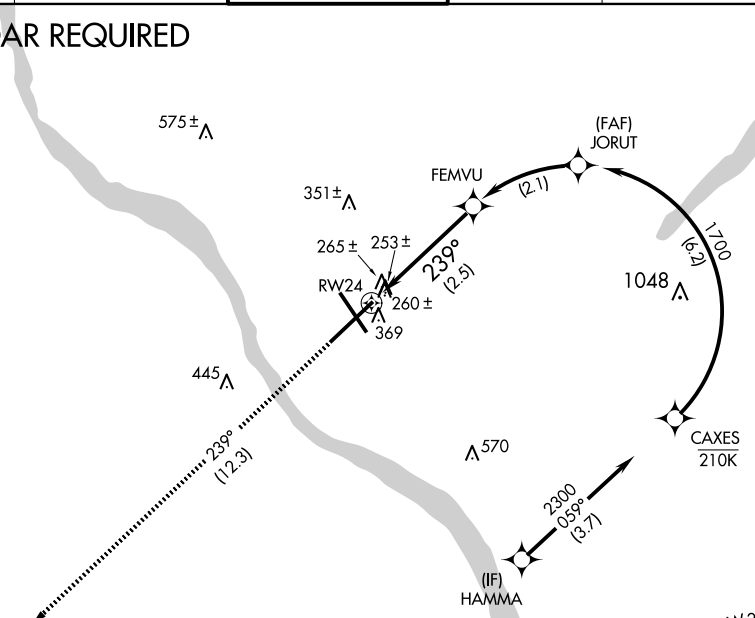 AR REQUIRED
575±
(FAF)
JORUT
FEMVU
(2.1)
351±
1700
(6.2)
265±
253±
239°
(2.5)
RW24
260±
1048
369
445
239°
(12.3)
570
CAXES
210K
2300
059°
(3.7)
(IF)
HAMMA